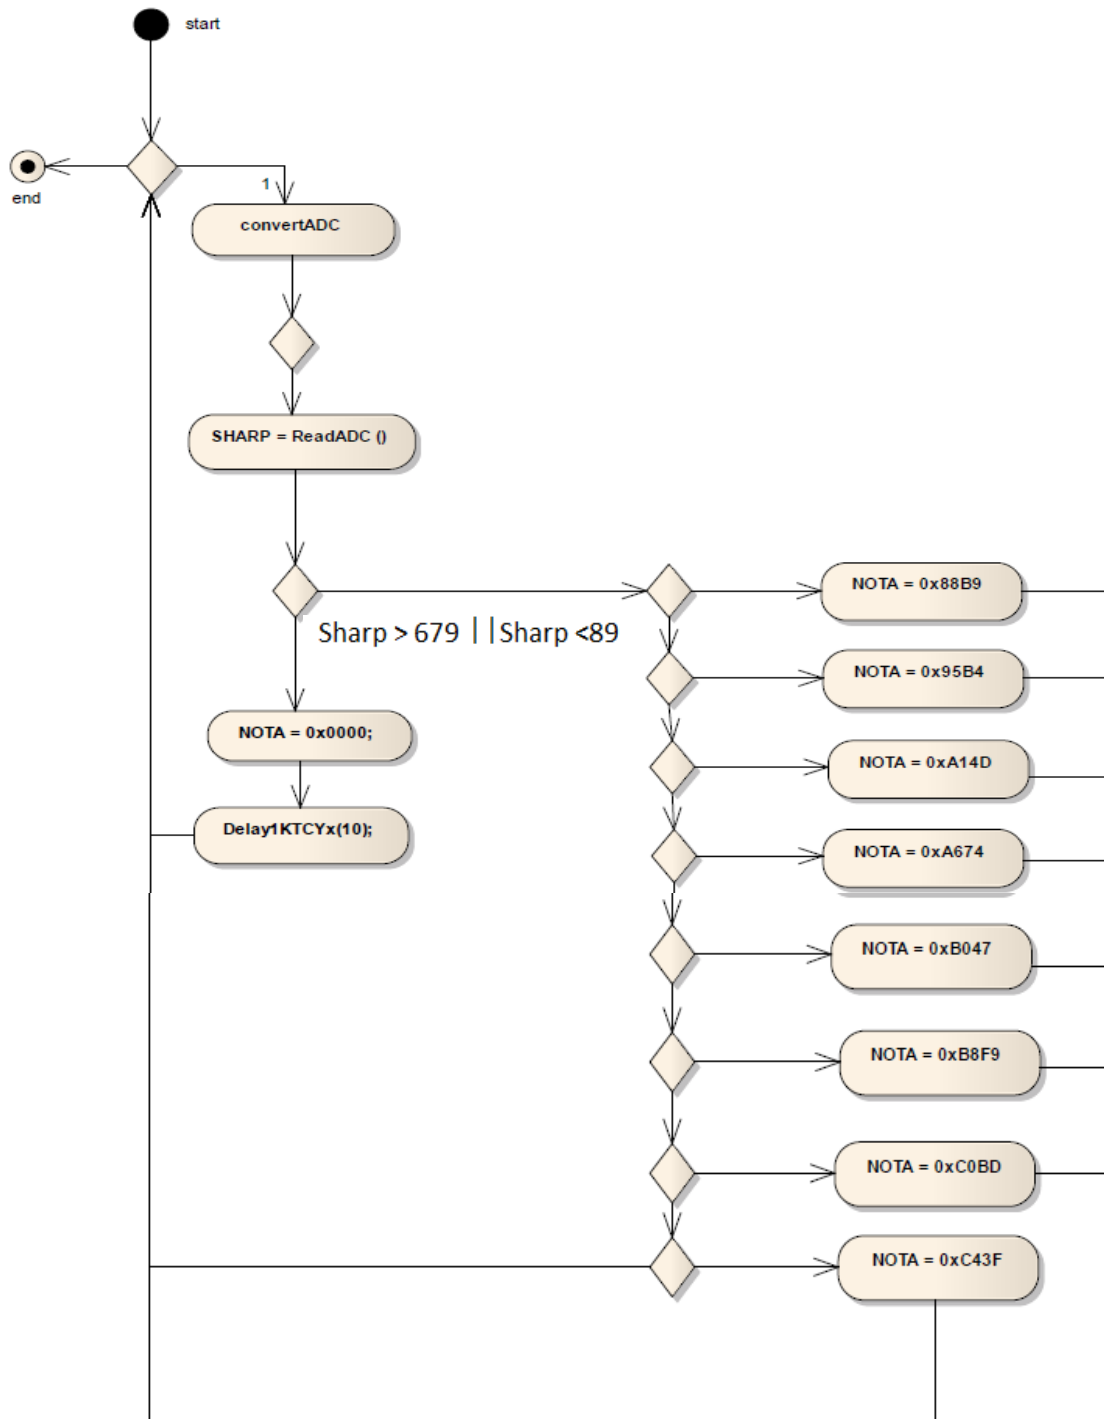 start
end
1
convertADC
SHARP = ReadADC ()
Sharp > 679 ||Sharp <89
NOTA = 0x0000;
Delay1KTCYx(10);
NOTA = 0x88B9
NOTA = 0x95B4
NOTA = 0xA14D
NOTA = 0xA674
NOTA = 0xB047
NOTA = 0xB8F9
NOTA = 0xC0BD
NOTA = 0xC43F